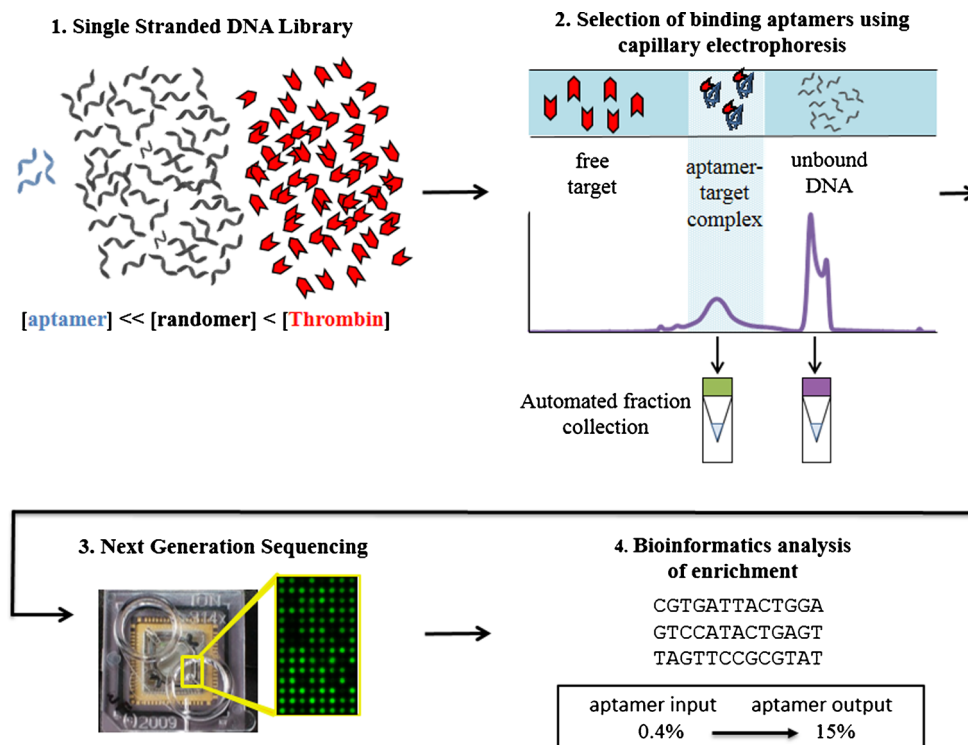 1. Single Stranded DNA Library
[aptamer] << [randomer] < [Thrombin]
2. Selection of binding aptamers using
capillary electrophoresis
free
target
aptamer-
target
complex
unbound
DNA
Automated fraction
collection
3. Next Generation Sequencing
ION
314
©2009
4. Bioinformatics analysis
of enrichment
CGTGATTACTGGA
GTCCATACTGAGT
TAGTTCCGCGTAT
aptamer input
aptamer output
0.4%
15%